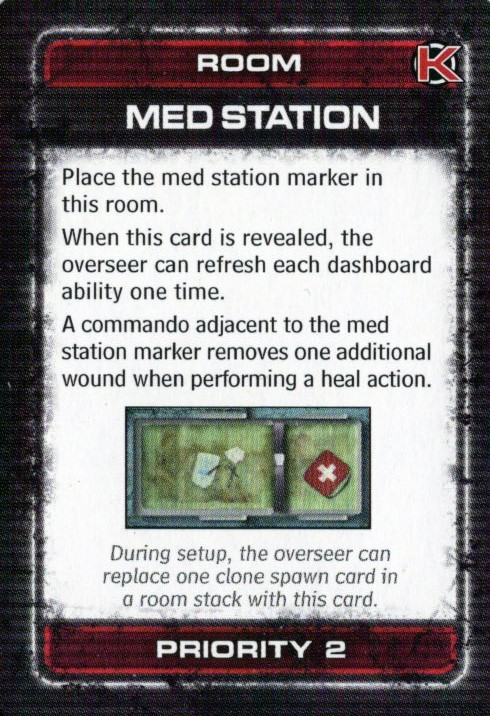 ROOM
K
MED STATION
Place the med station marker in
this room.
When this card is revealed, the
overseer can refresh each dashboard
ability one time.
A commando adjacent to the med
station marker removes one additional
wound when performing a heal action.
During setup, the overseer can
replace one clone spawn card in
a room stack with this card.
PRIORITY 2